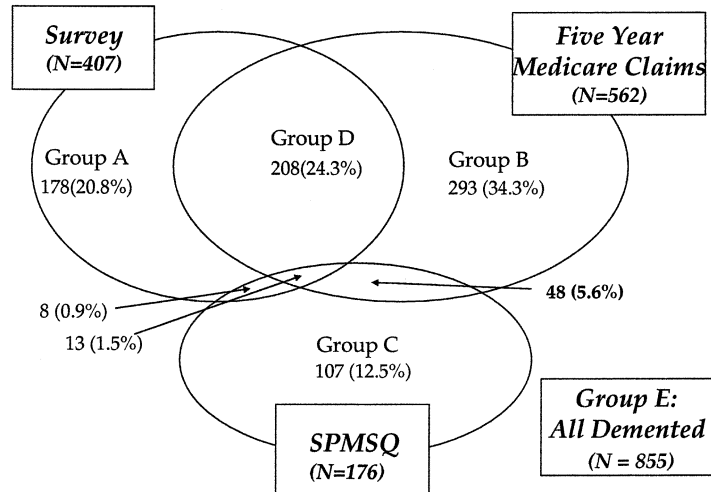 Survey
(N=407)
Five Year
Medicare Claims
(N=562)
Group A
178(20.8%)
Group D
208(24.3%)
Group B
293 (34.3%)
8 (0.9%)
13 (1.5%)
48 (5.6%)
Group C
107 (12.5%)
SPMSQ
(N=176)
Group E:
All Demented
(N = 855)